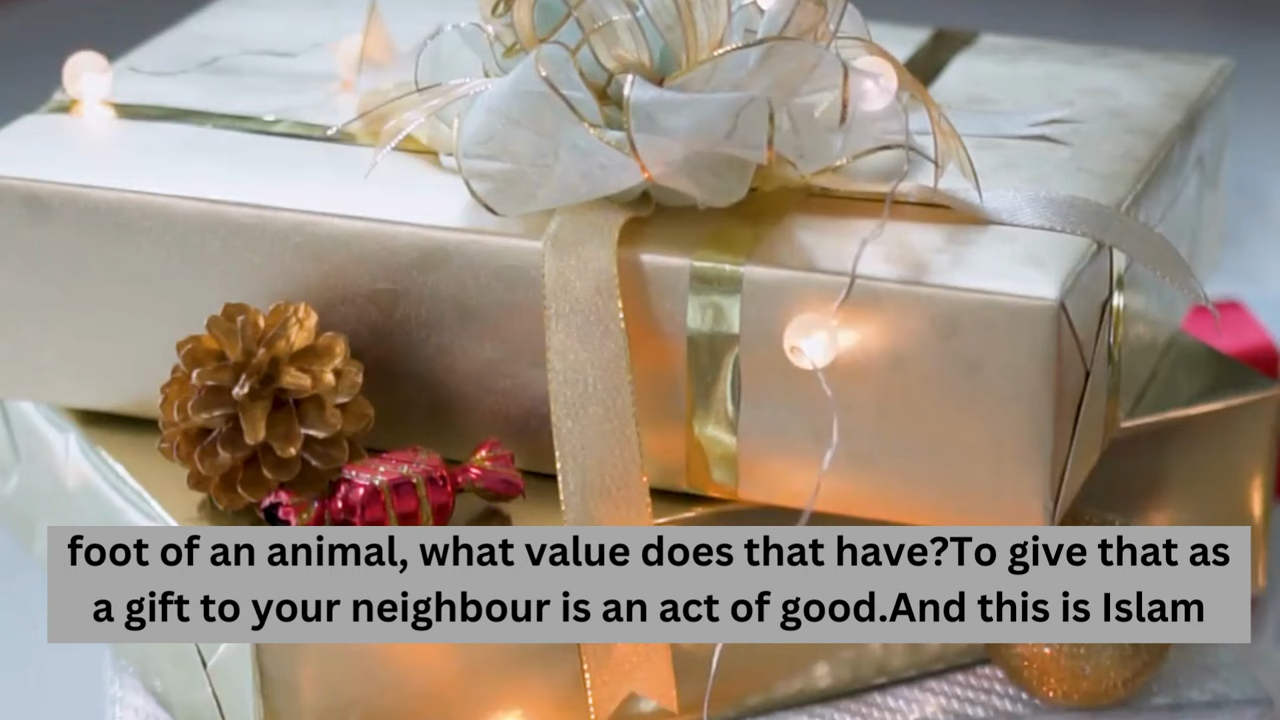 foot of an animal, what value does that have?To give that as
a gift to your neighbour is an act of good.And this is Islam